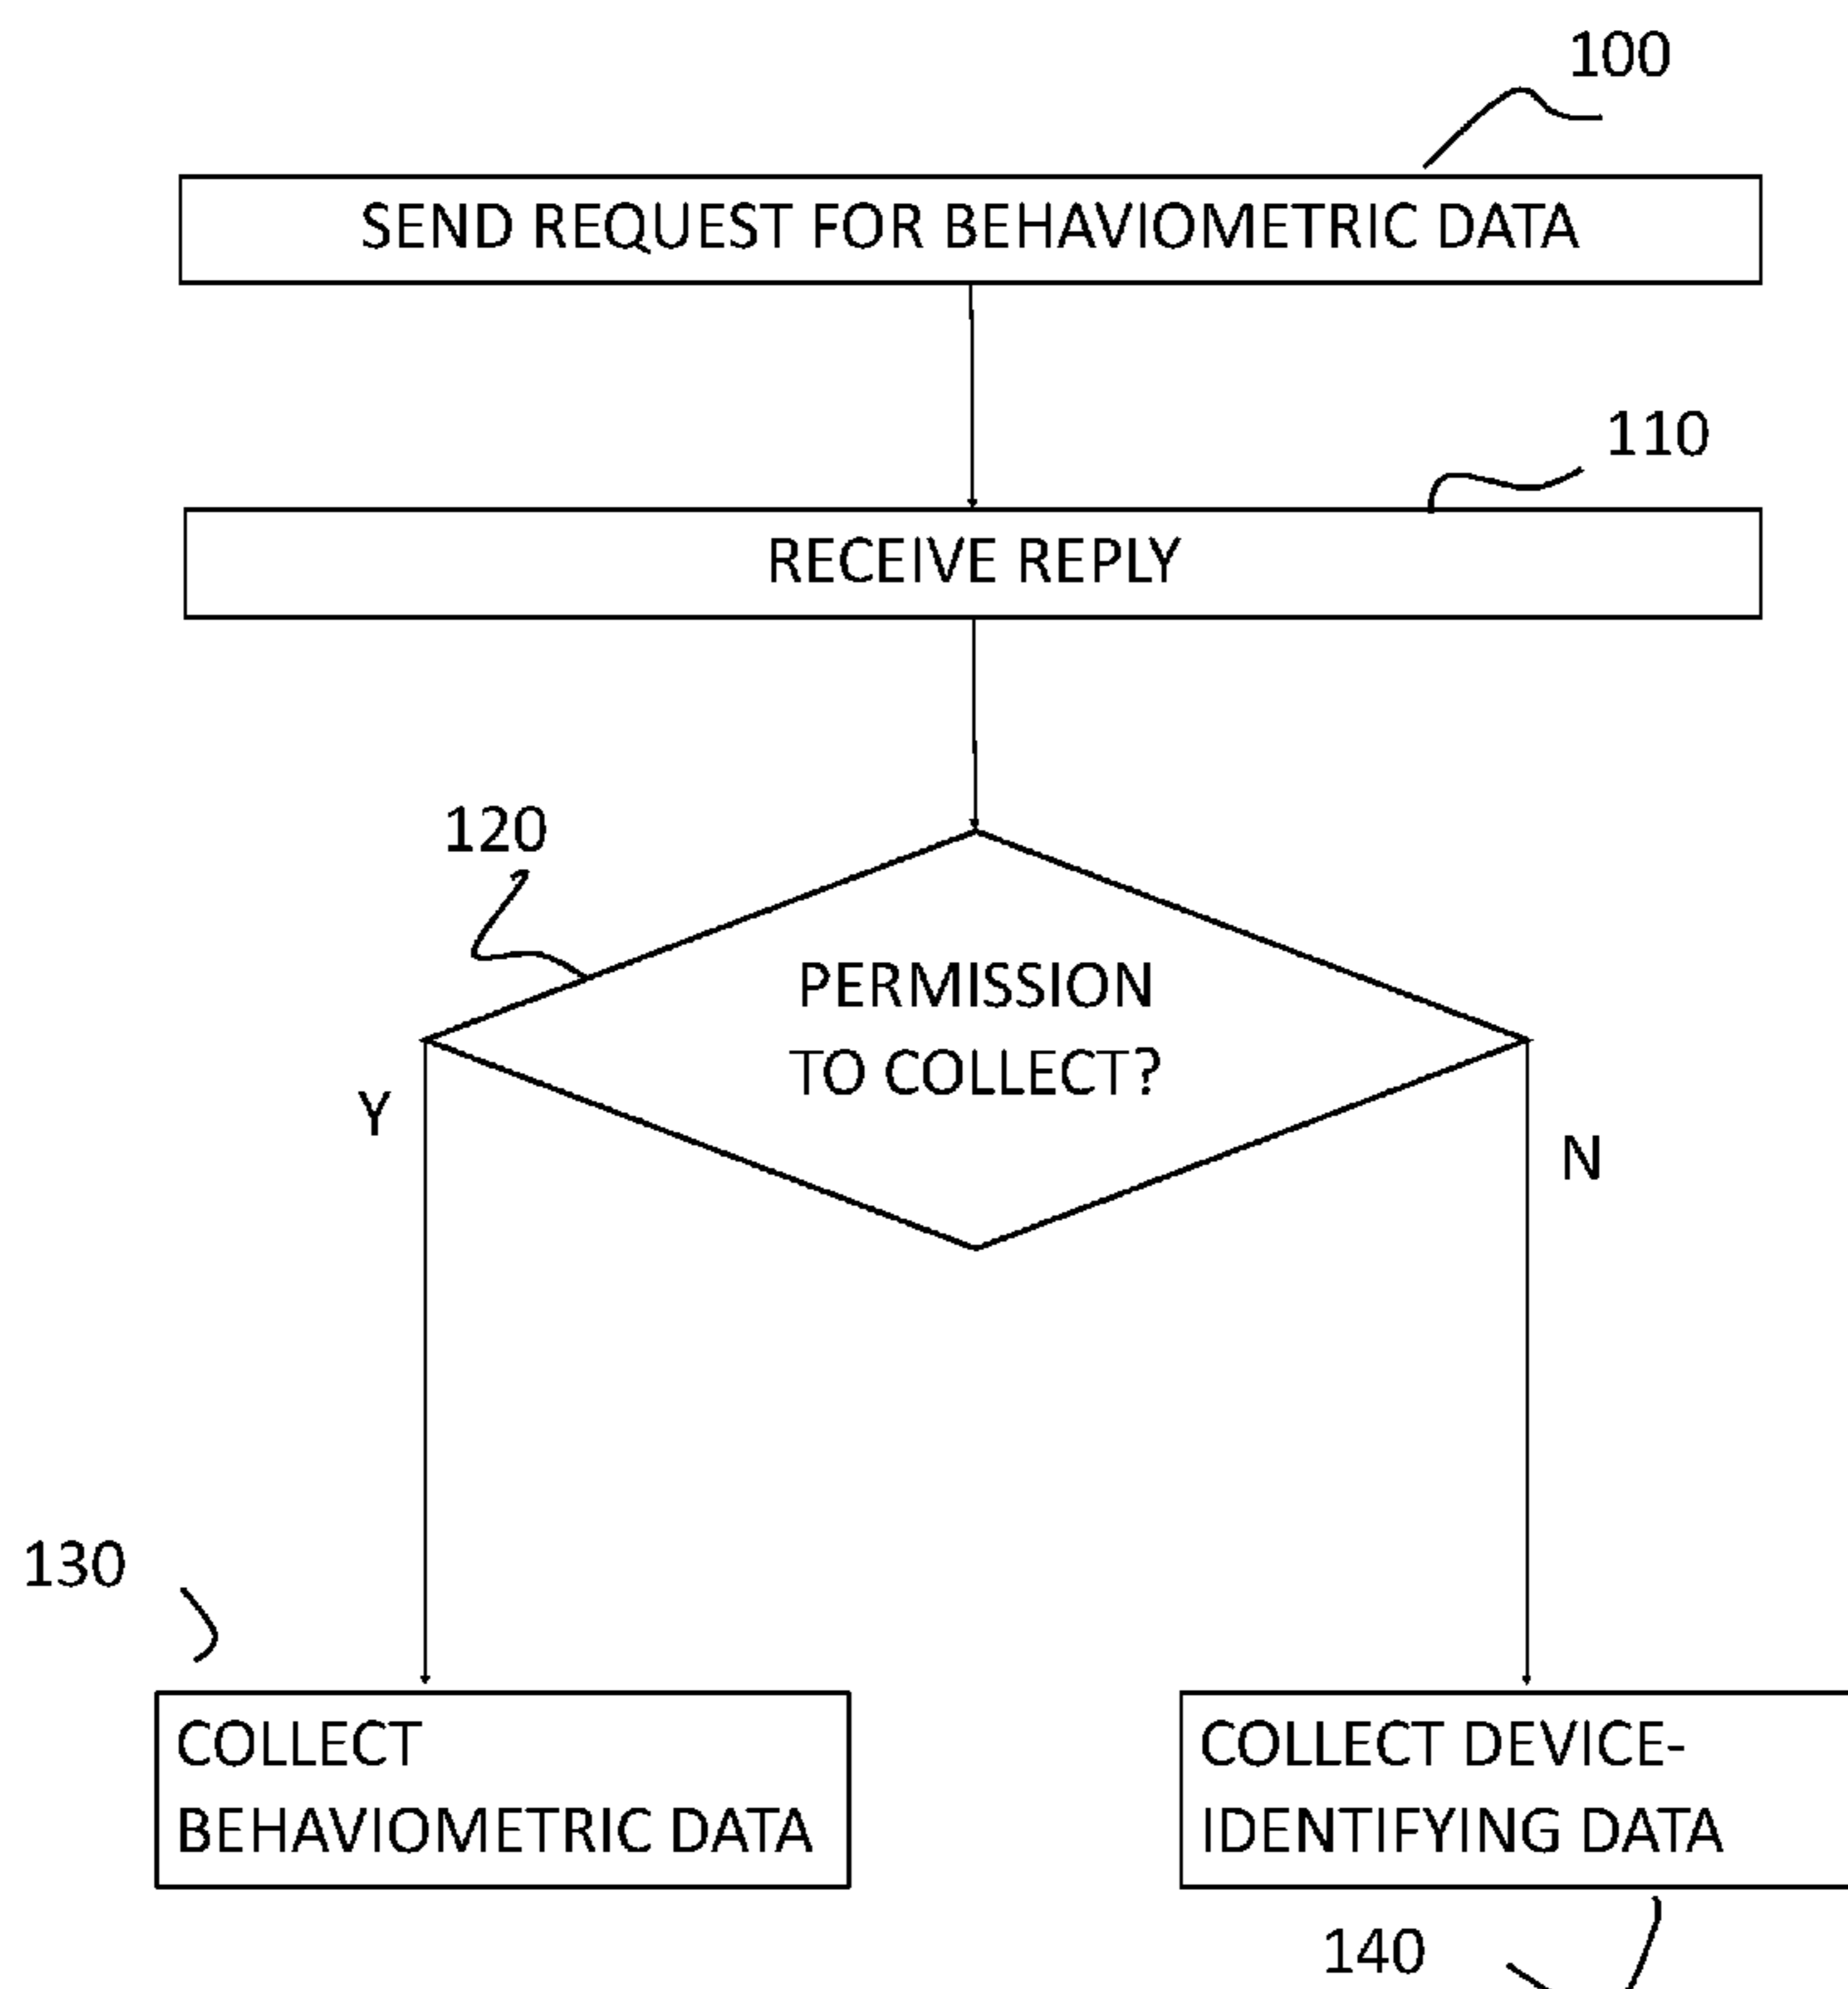 100
SEND REQUEST FOR BEHAVIOMETRIC DATA
110
RECEIVE REPLY
120
PERMISSION
TO COLLECT?
Y
N
130
COLLECT
BEHAVIOMETRIC DATA
COLLECT DEVICE-
IDENTIFYING DATA
140